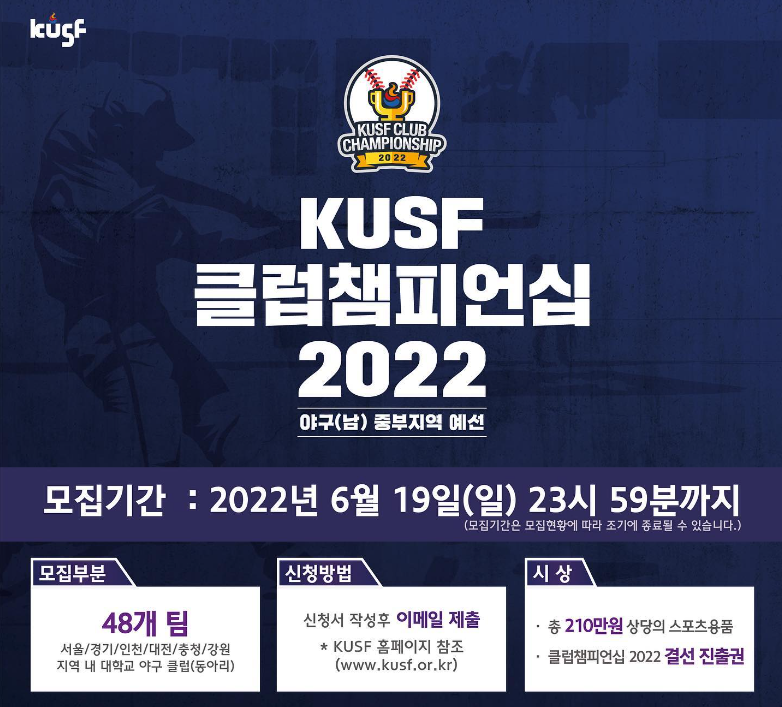 kusf
KUSF CLUB
CHAMPIONSHIP
2022
KUSF
클럽챔피언십
2022
야구(남) 중부지역 예선
모집기간 : 2022년 6월 19일(일) 23시 59분까지
(모집기간은 모집현황에 따라 조기에 종료될 수 있습니다.)
모집부분
48개 팀
서울/경기/인천/대전/충청/강원
지역 내 대학교 야구 클럽(동아리)
신청방법
신청서 작성후 이메일 제출
* KUSF 홈페이지 참조
(www.kusf.or.kr)
시 상
· 총 210만원 상당의 스포츠용품
· 클럽챔피언십 2022 결선 진출권